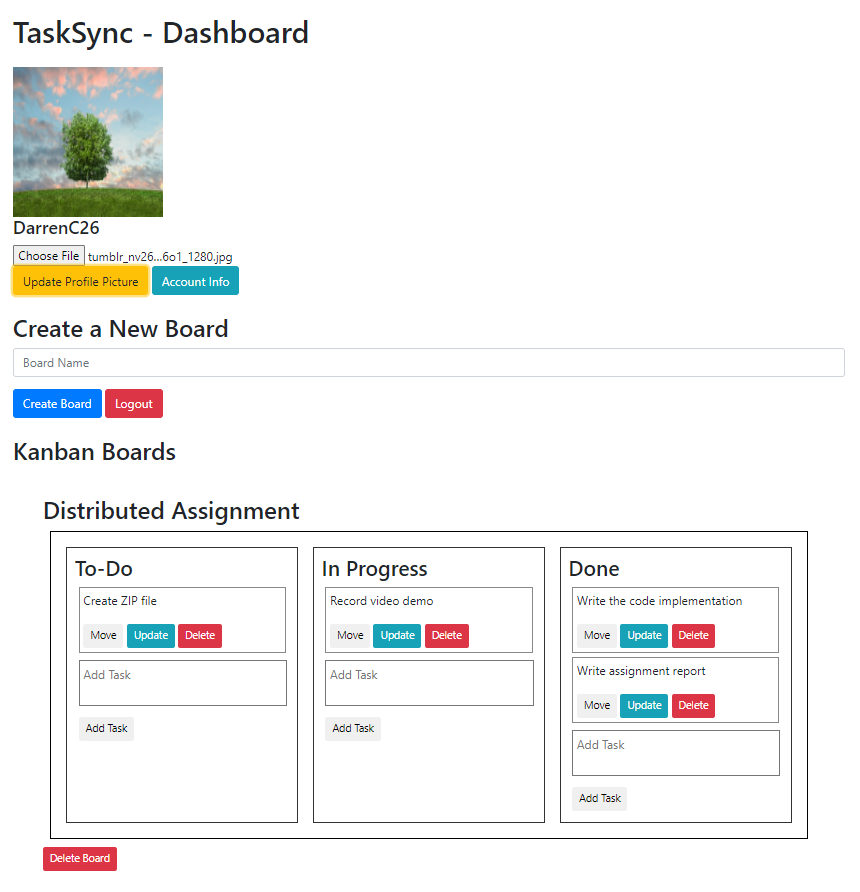 TaskSync - Dashboard
DarrenC26
Choose File tumblr_nv26...6o1_1280.jpg
Update Profile Picture Account Info
Create a New Board
Board Name
Create Board Logout
Kanban Boards
Distributed Assignment
To-Do
Create ZIP file
Move Update Delete
Add Task
Add Task
In Progress
Record video demo
Move Update Delete
Add Task
Add Task
Done
Write the code implementation
Move Update Delete
Write assignment report
Move Update Delete
Add Task
Add Task
Delete Board